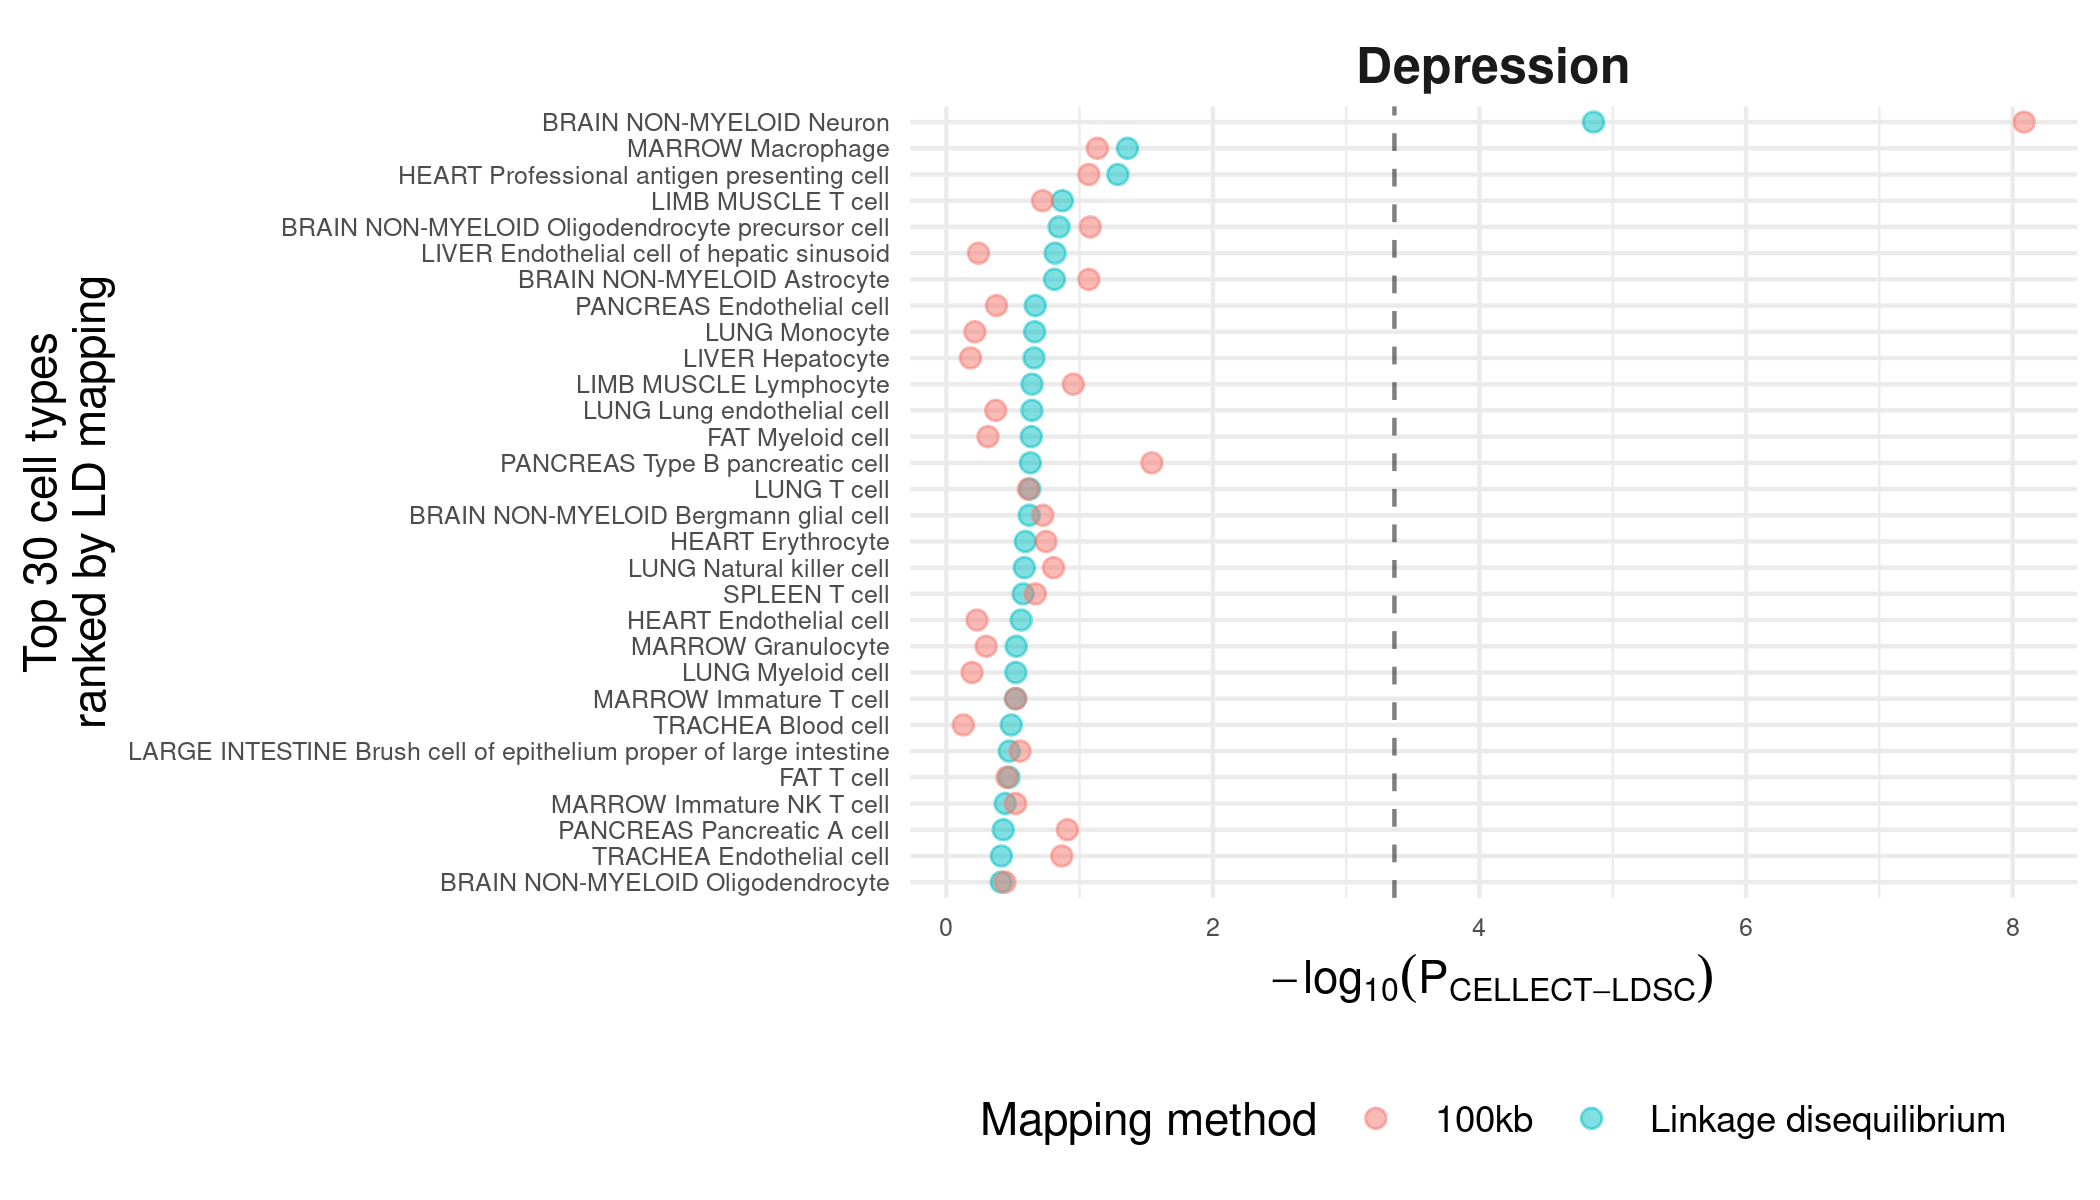 Depression
Top 30 cell types
ranked by LD mapping
BRAIN NON-MYELOID Neuron
MARROW Macrophage
HEART Professional antigen presenting cell
LIMB MUSCLE T cell
BRAIN NON-MYELOID Oligodendrocyte precursor cell
LIVER Endothelial cell of hepatic sinusoid
BRAIN NON-MYELOID Astrocyte
PANCREAS Endothelial cell
LUNG Monocyte
LIVER Hepatocyte
LIMB MUSCLE Lymphocyte
LUNG Lung endothelial cell
FAT Myeloid cell
PANCREAS Type B pancreatic cell
LUNG T cell
BRAIN NON-MYELOID Bergmann glial cell
HEART Erythrocyte
LUNG Natural killer cell
SPLEEN T cell
HEART Endothelial cell
MARROW Granulocyte
LUNG Myeloid cell
MARROW Immature T cell
TRACHEA Blood cell
LARGE INTESTINE Brush cell of epithelium proper of large intestine
FAT T cell
MARROW Immature NK T cell
PANCREAS Pancreatic A cell
TRACHEA Endothelial cell
BRAIN NON-MYELOID Oligodendrocyte
0 2 4 6 8
−log10(PCELLECT−LDSC)
Mapping method 100kb Linkage disequilibrium